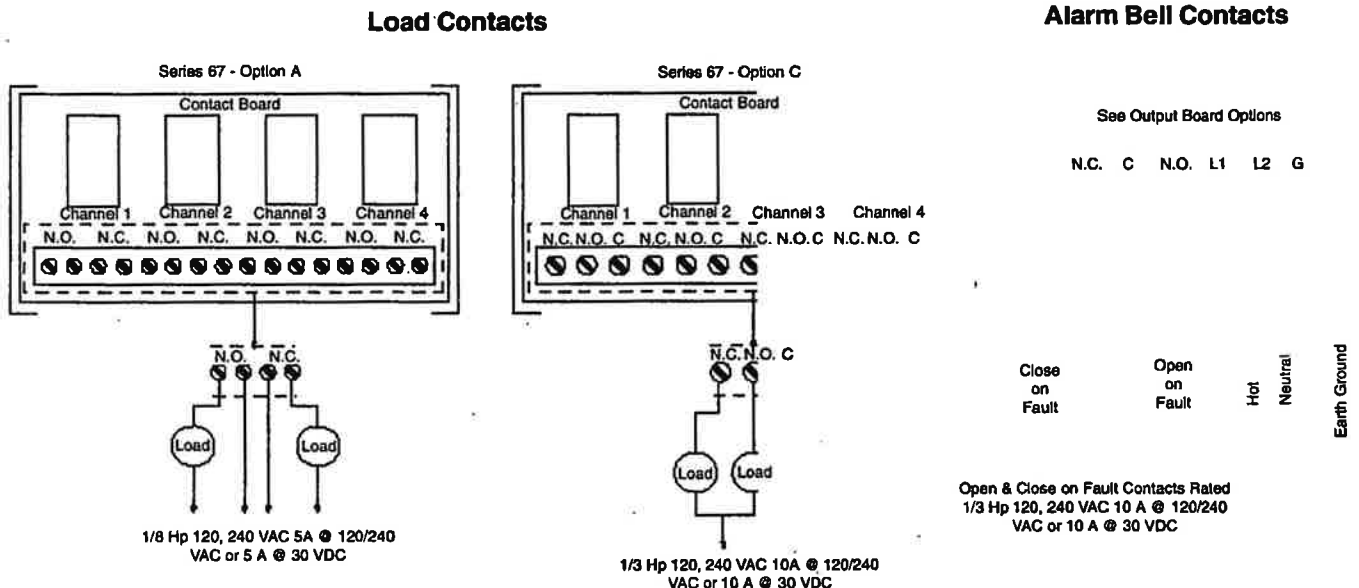 Load Contacts
Series 67 - Option A
Contact Board
Channel 1 Channel 2 Channel 3 Channel 4
N.O. N.C. N.O. N.C. N.O. N.C. N.O. N.C.
N.O. N.C.
Load Load
1/8 Hp 120, 240 VAC 5A @ 120/240
VAC or 5 A @ 30 VDC
Series 67 - Option C
Contact Board
Channel 1 Channel 2 Channel 3 Channel 4
N.C. N.O. C N.C. N.O. C N.C. N.O. C N.C. N.O. C
N.C. N.O. C
Load Load
1/3 Hp 120, 240 VAC 10A @ 120/240
VAC or 10 A @ 30 VDC
Alarm Bell Contacts
See Output Board Options
N.C. C N.O. L1 L2 G
Close
on
Fault
Open
on
Fault
Hot
Neutral
Earth Ground
Open & Close on Fault Contacts Rated
1/3 Hp 120, 240 VAC 10 A @ 120/240
VAC or 10 A @ 30 VDC